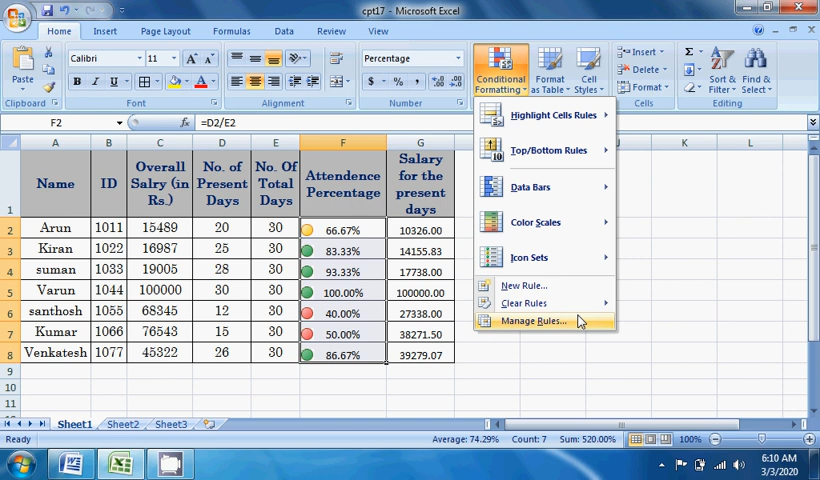 cpt17 - Microsoft Excel
Home Insert Page Layout Formulas Data Review View
Paste
Clipboard
Calibri 11 A A
B I U A
Font
Alignment
Percentage
$ % , .0 .00 .00 .0
Number
Conditional Formatting
Format as Table
Cell Styles
Insert
Delete
Format
Cells
Σ
Sort & Filter
Find & Select
Editing
F2 fx =D2/E2
A B C D E F G J K L
1 Name ID Overall Salry (in Rs.) No. of Present Days No. Of Total Days Attendence Percentage Salary for the present days
2 Arun 1011 15489 20 30 66.67% 10326.00
3 Kiran 1022 16987 25 30 83.33% 14155.83
4 suman 1033 19005 28 30 93.33% 17738.00
5 Varun 1044 100000 30 30 100.00% 100000.00
6 santhosh 1055 68345 12 30 40.00% 27338.00
7 Kumar 1066 76543 15 30 50.00% 38271.50
8 Venkatesh 1077 45322 26 30 86.67% 39279.07
9
10
11
Highlight Cells Rules
Top/Bottom Rules
Data Bars
Color Scales
Icon Sets
New Rule...
Clear Rules
Manage Rules...
Sheet1 Sheet2 Sheet3
Ready Average: 74.29% Count: 7 Sum: 520.00% 100%
6:10 AM
3/3/2020